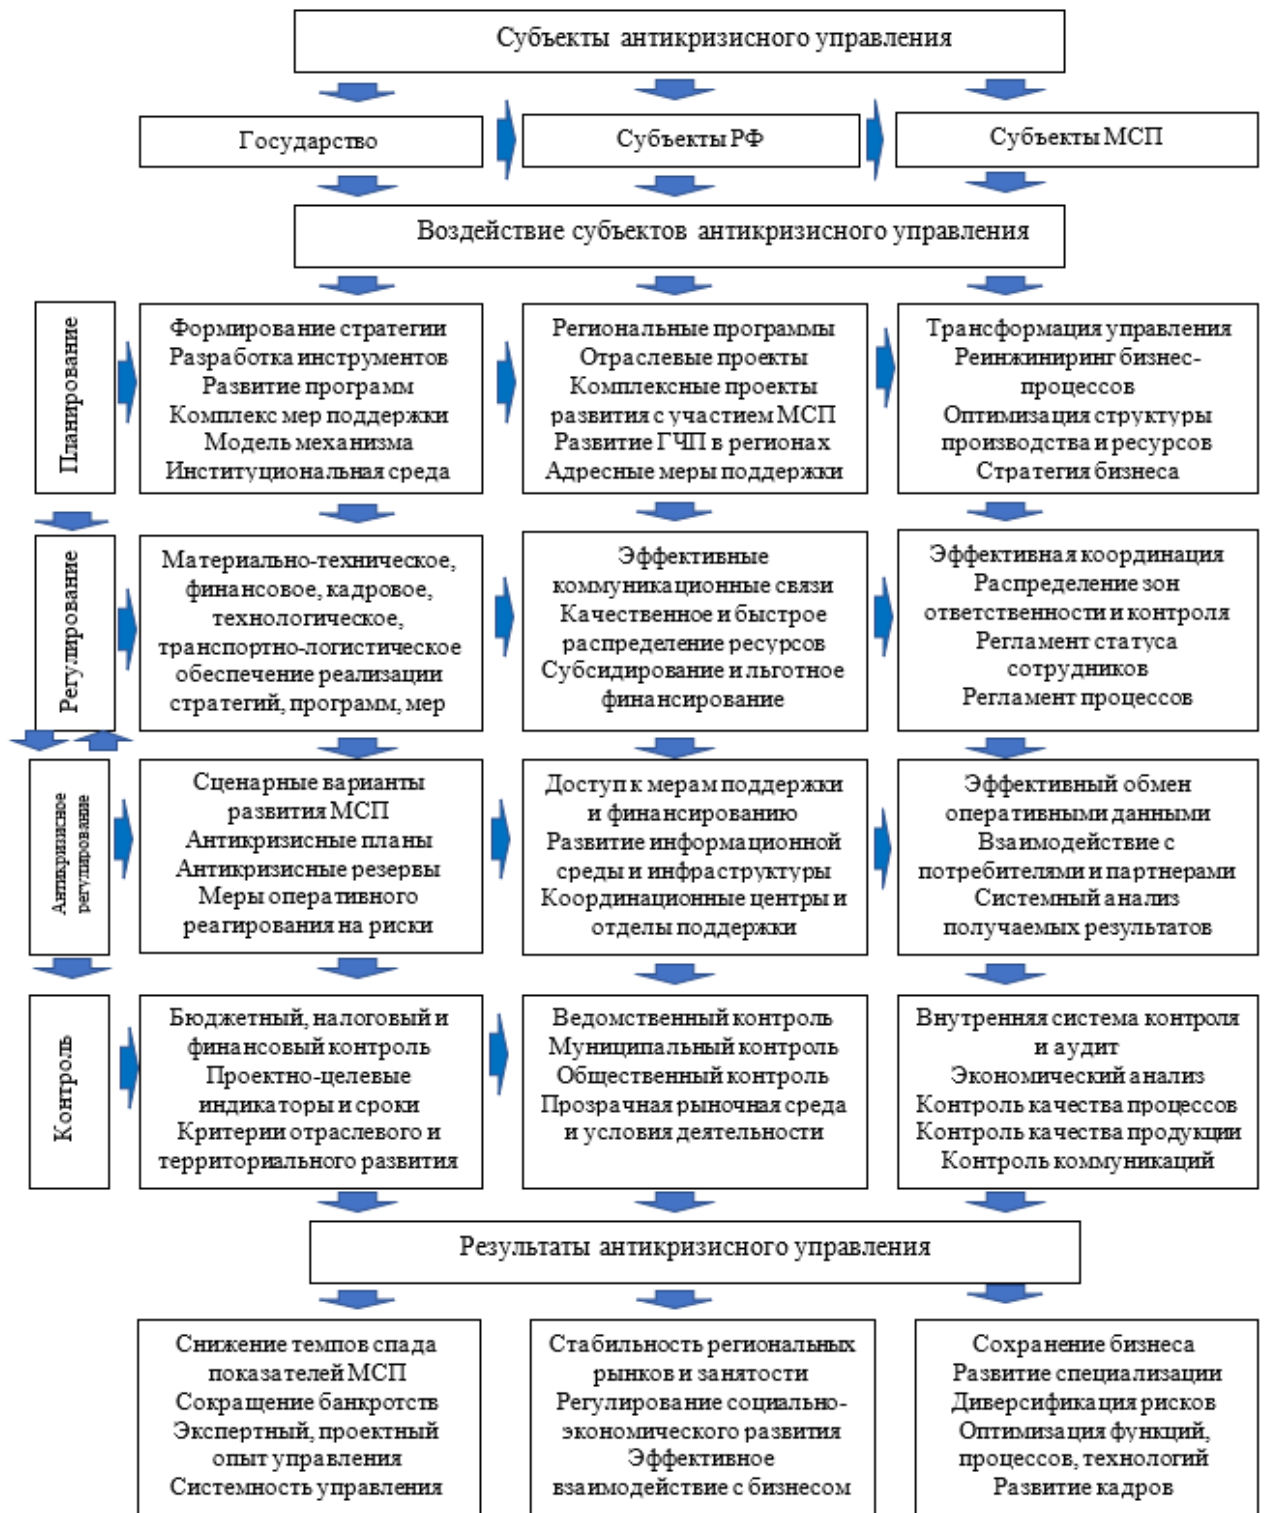 Субъекты антикризисного управления
Государство
Субъекты РФ
Субъекты МСП
Воздействие субъектов антикризисного управления
Планирование
Формирование стратегии
Разработка инструментов
Развитие программ
Комплекс мер поддержки
Модель механизма
Институциональная среда
Региональные программы
Отраслевые проекты
Комплексные проекты
развития с участием МСП
Развитие ГЧП в регионах
Адресные меры поддержки
Трансформация управления
Реинжиниринг бизнес-
процессов
Оптимизация структуры
производства и ресурсов
Стратегия бизнеса
Регулирование
Материально-техническое,
финансовое, кадровое,
технологическое,
транспортно-логистическое
обеспечение реализации
стратегий, программ, мер
Эффективные
коммуникационные связи
Качественное и быстрое
распределение ресурсов
Субсидирование и льготное
финансирование
Эффективная координация
Распределение зон
ответственности и контроля
Регламент статуса
сотрудников
Регламент процессов
Антикризисное
регулирование
Сценарные варианты
развития МСП
Антикризисные планы
Антикризисные резервы
Меры оперативного
реагирования на риски
Доступ к мерам поддержки
и финансированию
Развитие информационной
среды и инфраструктуры
Координационные центры и
отделы поддержки
Эффективный обмен
оперативными данными
Взаимодействие с
потребителями и партнерами
Системный анализ
получаемых результатов
Контроль
Бюджетный, налоговый и
финансовый контроль
Проектно-целевые
индикаторы и сроки
Критерии отраслевого и
территориального развития
Ведомственный контроль
Муниципальный контроль
Общественный контроль
Прозрачная рыночная среда
и условия деятельности
Внутренняя система контроля
и аудит
Экономический анализ
Контроль качества процессов
Контроль качества продукции
Контроль коммуникаций
Результаты антикризисного управления
Снижение темпов спада
показателей МСП
Сокращение банкротств
Экспертный, проектный
опыт управления
Системность управления
Стабильность региональных
рынков и занятости
Регулирование социально-
экономического развития
Эффективное
взаимодействие с бизнесом
Сохранение бизнеса
Развитие специализации
Диверсификация рисков
Оптимизация функций,
процессов, технологий
Развитие кадров